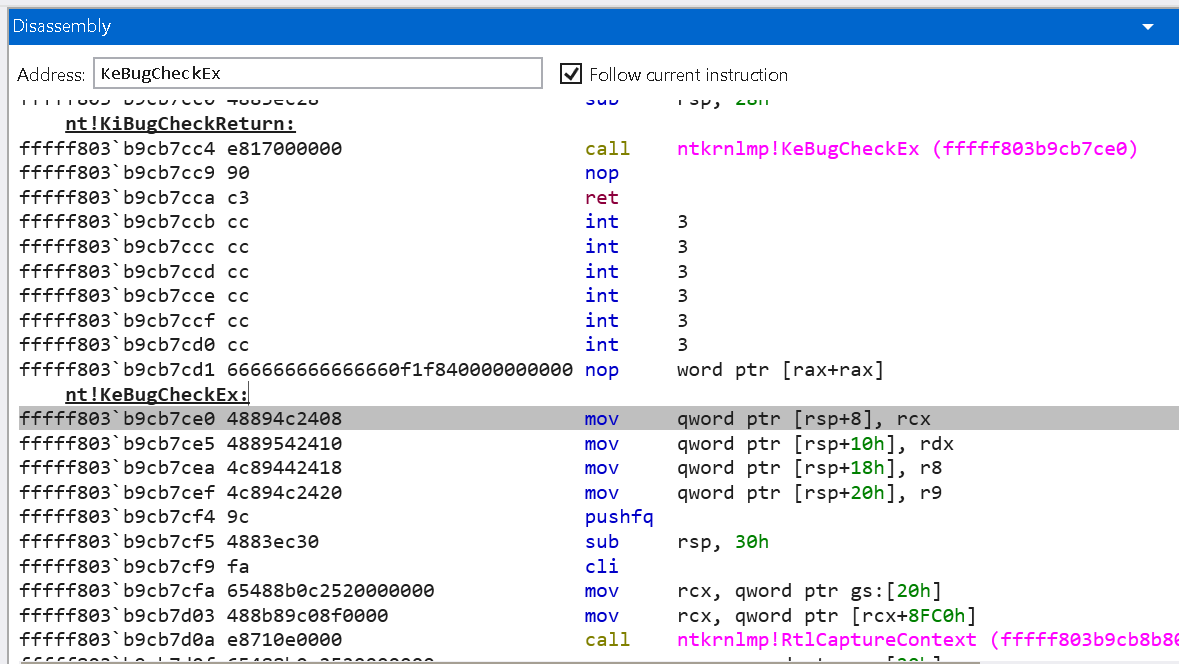 Disassembly
Address: KeBugCheckEx Follow current instruction
fffff803`b9cb7cc0 4883ec28 sub rsp, 28h
nt!KiBugCheckReturn:
fffff803`b9cb7cc4 e817000000 call ntkrnlmp!KeBugCheckEx (fffff803b9cb7ce0)
fffff803`b9cb7cc9 90 nop
fffff803`b9cb7cca c3 ret
fffff803`b9cb7ccb cc int 3
fffff803`b9cb7ccc cc int 3
fffff803`b9cb7ccd cc int 3
fffff803`b9cb7cce cc int 3
fffff803`b9cb7ccf cc int 3
fffff803`b9cb7cd0 cc int 3
fffff803`b9cb7cd1 666666666666660f1f840000000000 nop word ptr [rax+rax]
nt!KeBugCheckEx:
fffff803`b9cb7ce0 48894c2408 mov qword ptr [rsp+8], rcx
fffff803`b9cb7ce5 4889542410 mov qword ptr [rsp+10h], rdx
fffff803`b9cb7cea 4c89442418 mov qword ptr [rsp+18h], r8
fffff803`b9cb7cef 4c894c2420 mov qword ptr [rsp+20h], r9
fffff803`b9cb7cf4 9c pushfq
fffff803`b9cb7cf5 4883ec30 sub rsp, 30h
fffff803`b9cb7cf9 fa cli
fffff803`b9cb7cfa 65488b0c2520000000 mov rcx, qword ptr gs:[20h]
fffff803`b9cb7d03 488b89c08f0000 mov rcx, qword ptr [rcx+8FC0h]
fffff803`b9cb7d0a e8710e0000 call ntkrnlmp!RtlCaptureContext (fffff803b9cb8b80